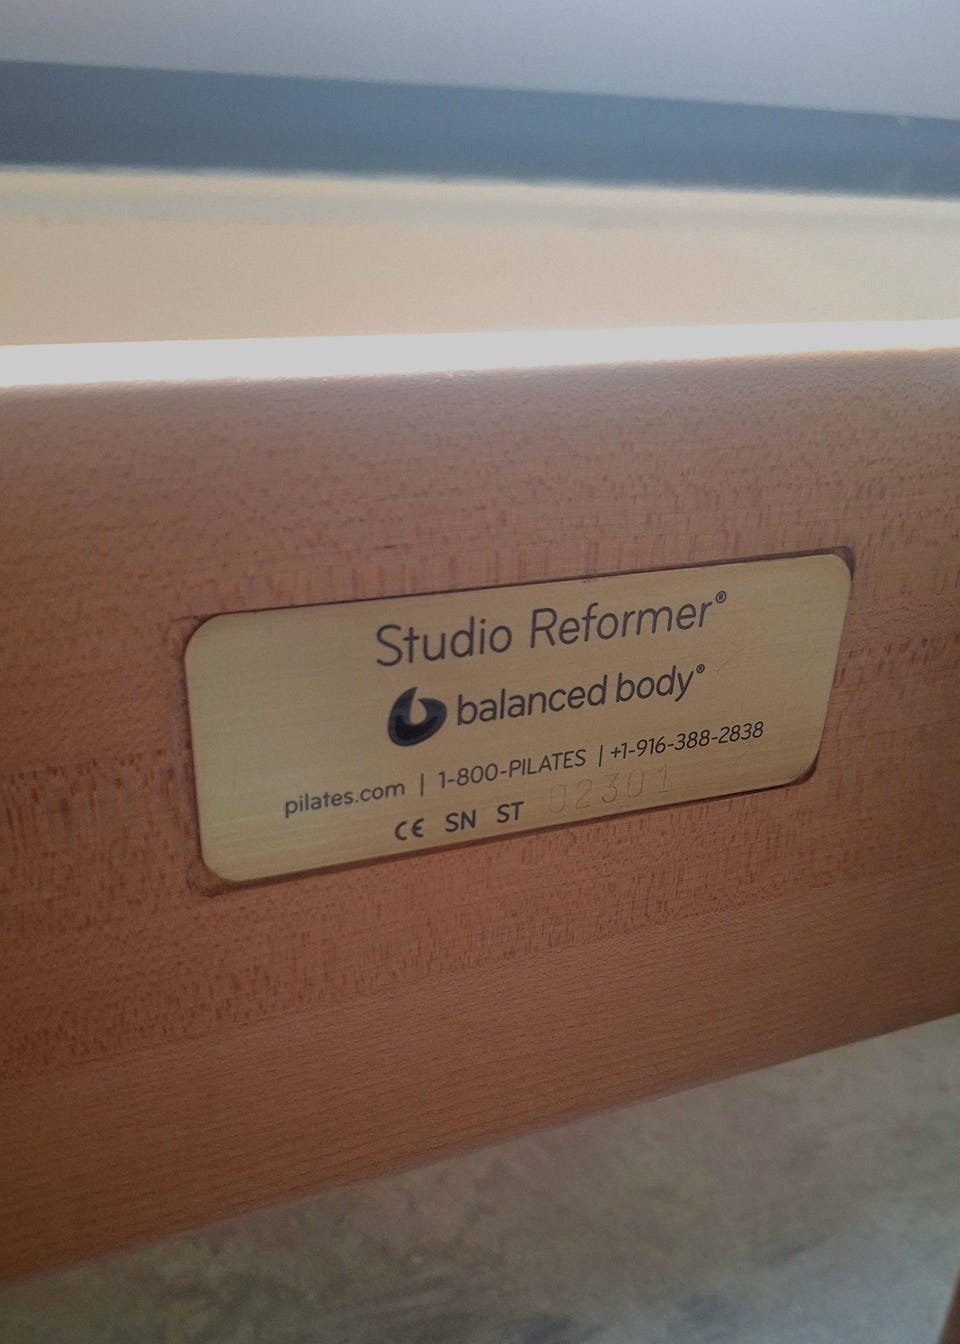 Studio Reformer®
balanced body®
pilates.com | 1-800-PILATES | +1-916-388-2838
CE SN ST 02301